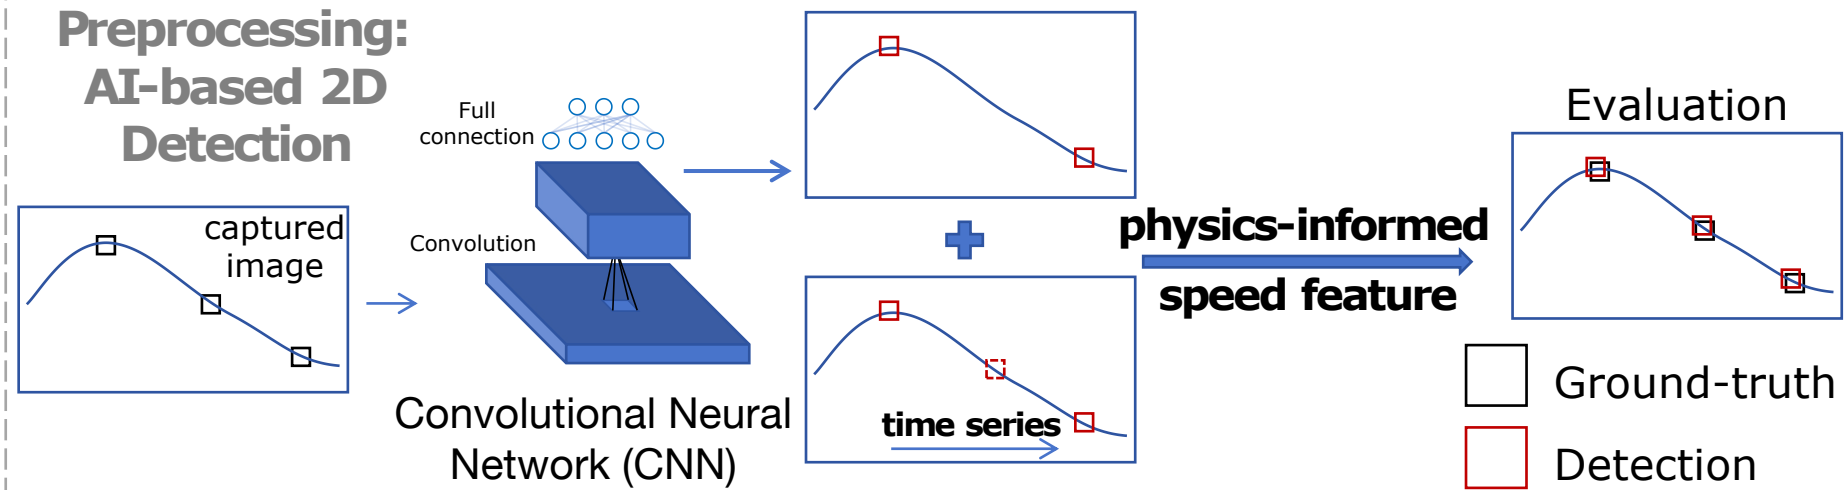 Preprocessing:
AI-based 2D
Detection
captured
image
Full
connection
Convolution
Convolutional Neural
Network (CNN)
time series
physics-informed
speed feature
Evaluation
Ground-truth
Detection